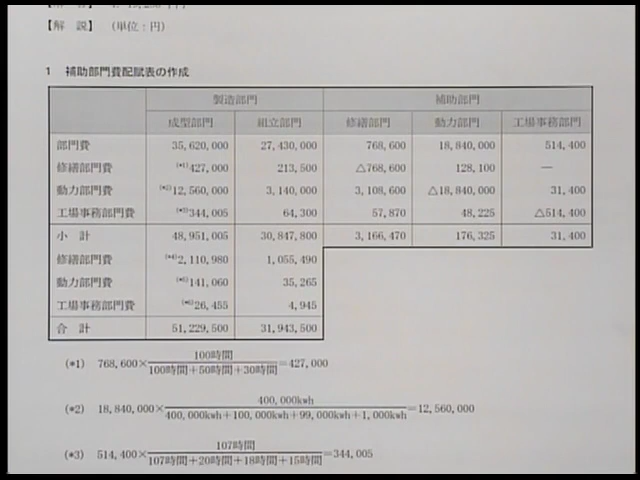 【解 説】 (単位：円)
1 補助部門費配賦表の作成
製造部門 補助部門
成型部門 組立部門 修繕部門 動力部門 工場事務部門
部門費 35,620,000 27,430,000 768,600 18,840,000 514,400
修繕部門費 (*1)427,000 213,500 △768,600 128,100 ―
動力部門費 (*2)12,560,000 3,140,000 3,108,600 △18,840,000 31,400
工場事務部門費 (*3)344,005 64,300 57,870 48,225 △514,400
小 計 48,951,005 30,847,800 3,166,470 176,325 31,400
修繕部門費 (*4)2,110,980 1,055,490
動力部門費 (*5)141,060 35,265
工場事務部門費 (*6)26,455 4,945
合 計 51,229,500 31,943,500
(*1) 768,600×100時間/100時間+50時間+30時間=427,000
(*2) 18,840,000×400,000kwh/400,000kwh+100,000kwh+99,000kwh+1,000kwh=12,560,000
(*3) 514,400×107時間/107時間+20時間+18時間+15時間=344,005